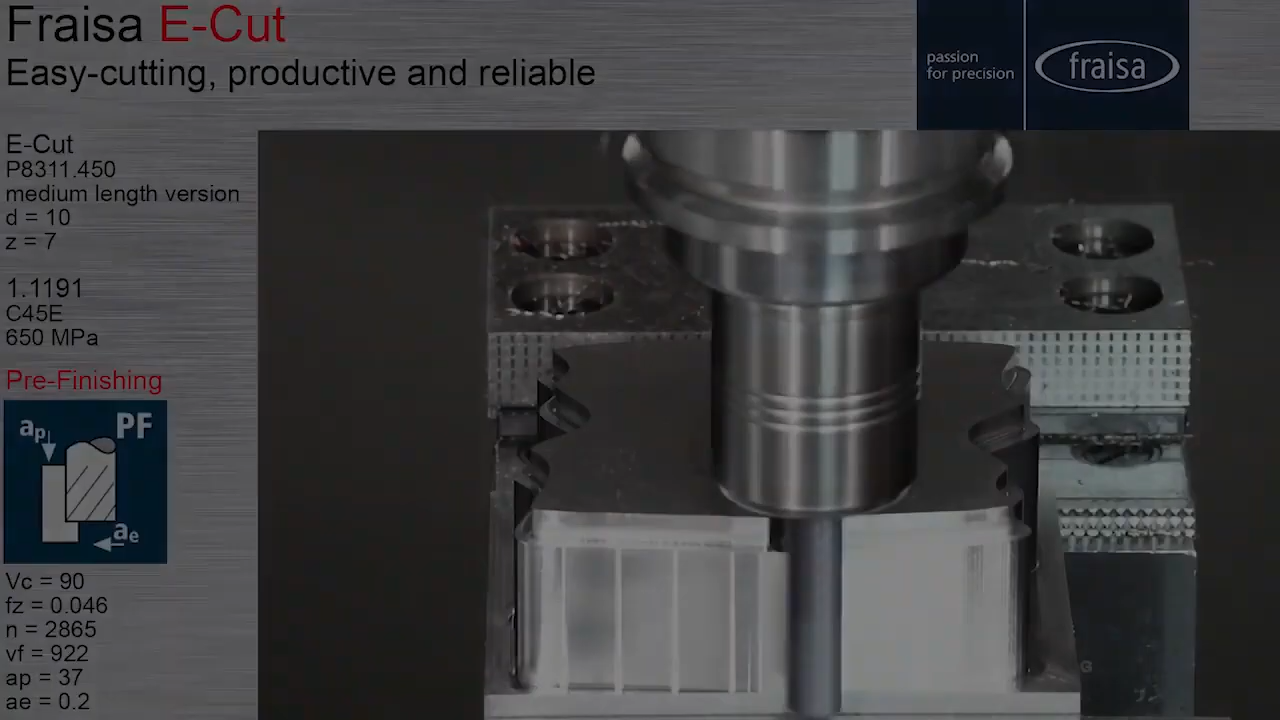 Fraisa E-Cut
Easy-cutting, productive and reliable
passion
for precision
fraisa
E-Cut
P8311.450
medium length version
d = 10
z = 7
1.1191
C45E
650 MPa
Pre-Finishing
ap
PF
ae
Vc = 90
fz = 0.046
n = 2865
vf = 922
ap = 37
ae = 0.2
G